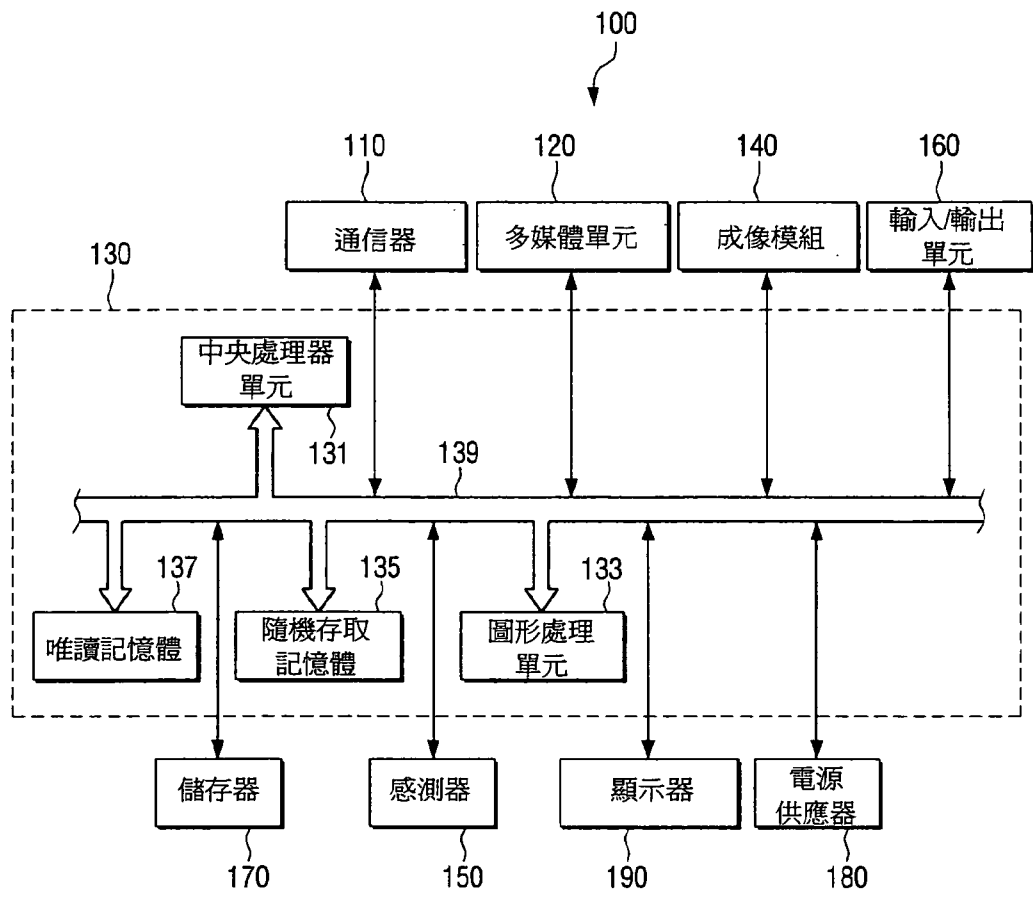 100
110
120
140
160
通信器
多媒體單元
成像模組
輸入/輸出
單元
130
中央處理器
單元
131
139
137
135
133
唯讀記憶體
隨機存取
記憶體
圖形處理
單元
儲存器
感測器
顯示器
電源
供應器
170
150
190
180